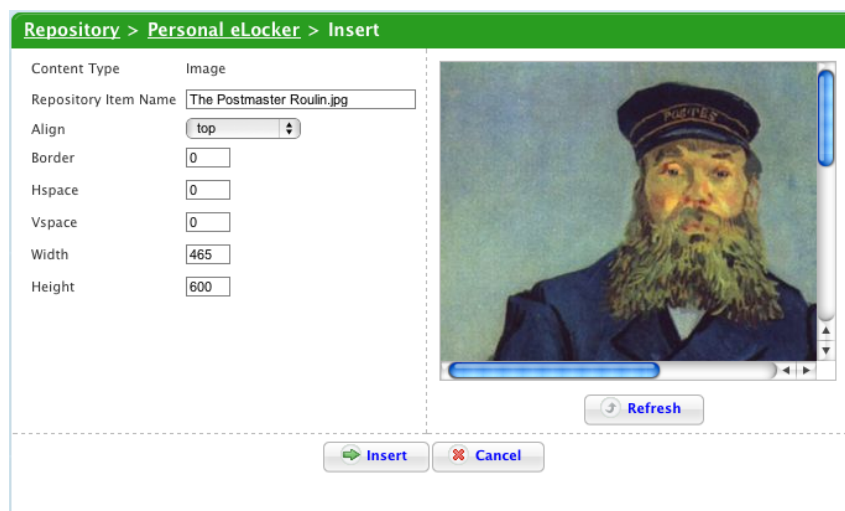 Repository > Personal eLocker > Insert
Content Type Image
Repository Item Name The Postmaster Roulin.jpg
Align top
Border 0
Hspace 0
Vspace 0
Width 465
Height 600
POSTES
Refresh
Insert Cancel